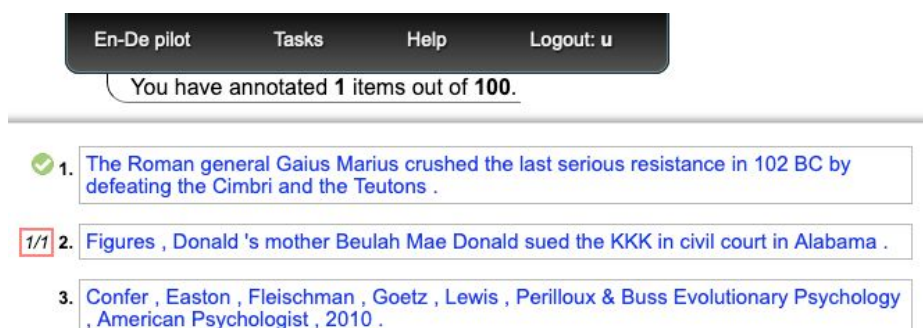 En-De pilot Tasks Help Logout: u
You have annotated 1 items out of 100.
1. The Roman general Gaius Marius crushed the last serious resistance in 102 BC by
defeating the Cimbri and the Teutons .
1/1 2. Figures , Donald 's mother Beulah Mae Donald sued the KKK in civil court in Alabama .
3. Confer , Easton , Fleischman , Goetz , Lewis , Perilloux & Buss Evolutionary Psychology
, American Psychologist , 2010 .